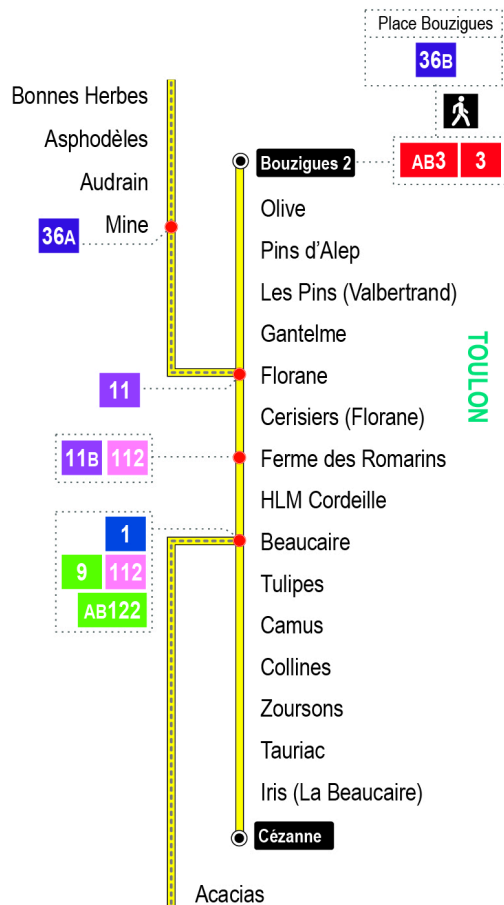 Place Bouzigues
36B
AB3 3
Bonnes Herbes
Asphodèles
Audrain
Mine
36A
Bouzigues 2
Olive
Pins d’Alep
Les Pins (Valbertrand)
Gantelme
Florane
11
Cerisiers (Florane)
Ferme des Romarins
11B 112
HLM Cordeille
Beaucaire
1
9 112
AB122
Tulipes
Camus
Collines
Zoursons
Tauriac
Iris (La Beaucaire)
Cézanne
Acacias
TOULON